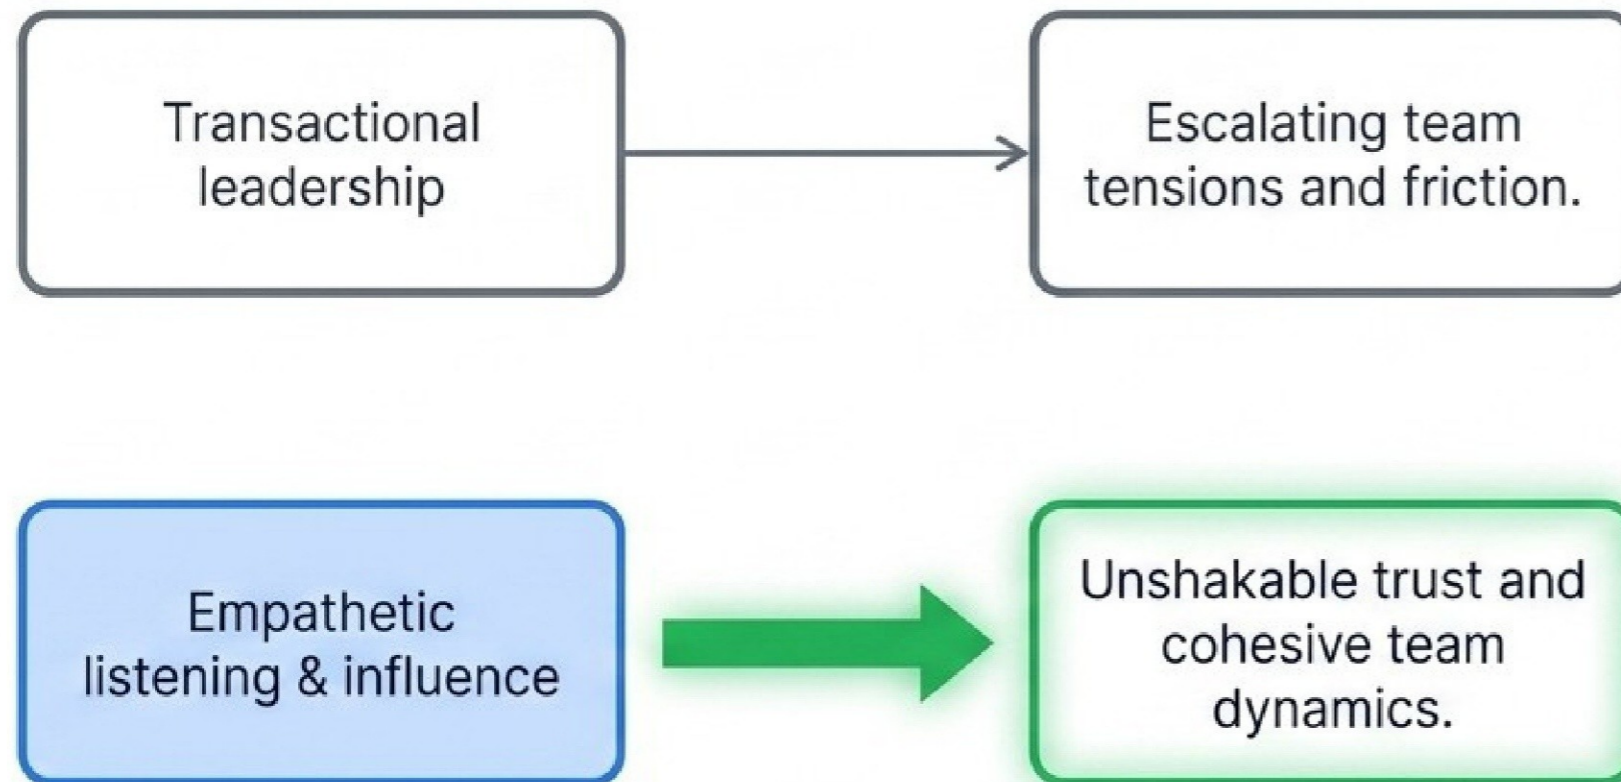 Transactional
leadership
Escalating team
tensions and friction.
Empathetic
listening & influence
Unshakable trust and
cohesive team
dynamics.